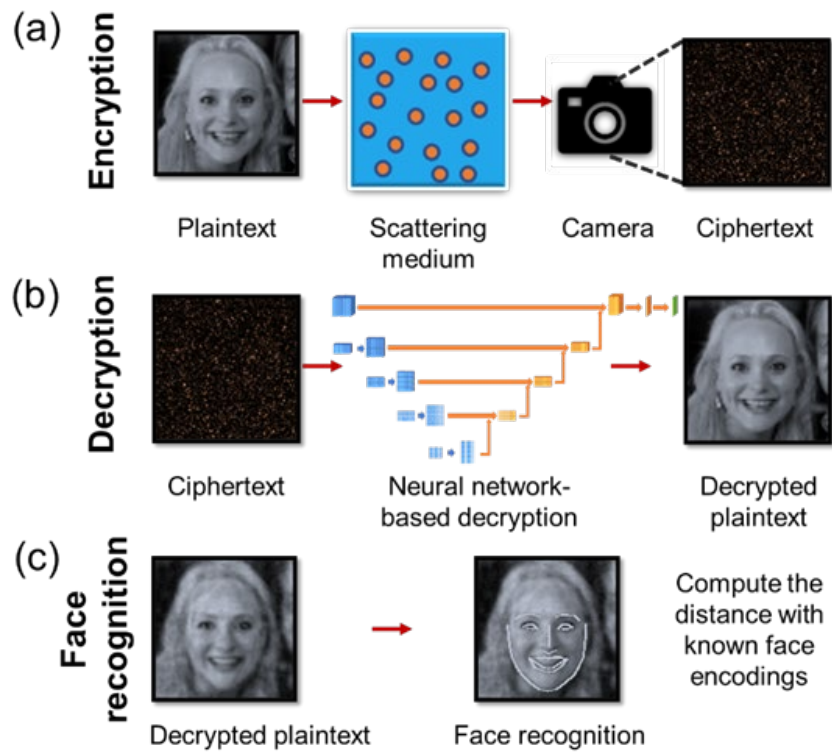 (a)
Encryption
Plaintext
Scattering
medium
Camera
Ciphertext
(b)
Decryption
Ciphertext
Neural network-
based decryption
Decrypted
plaintext
(c)
Face
recognition
Decrypted plaintext
Face recognition
Compute the
distance with
known face
encodings